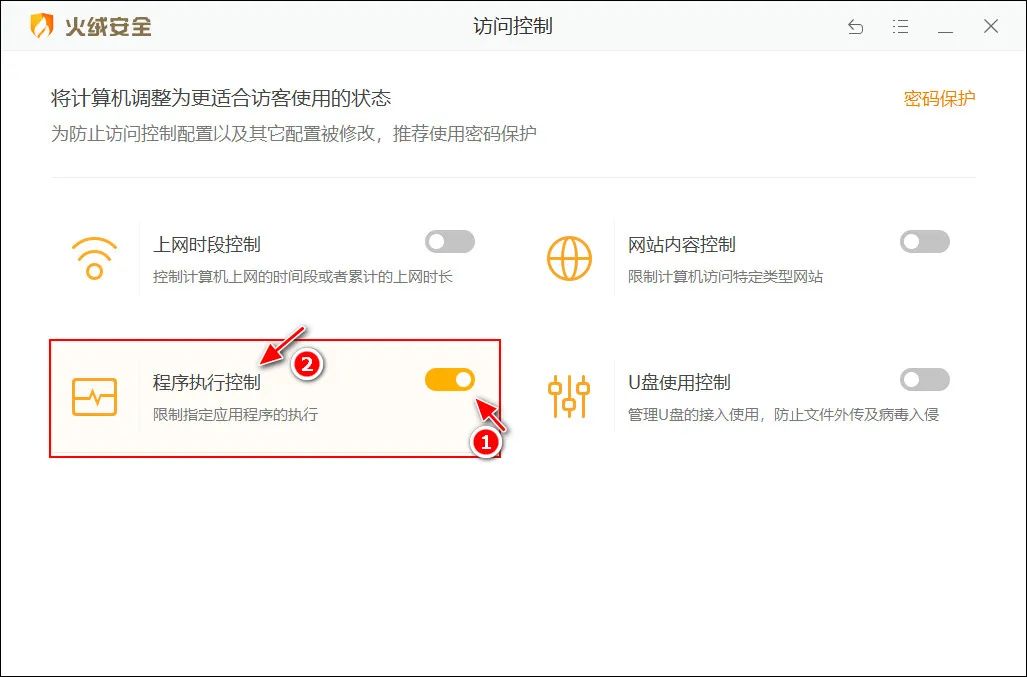 火绒安全
访问控制
将计算机调整为更适合访客使用的状态
密码保护
为防止访问控制配置以及其它配置被修改，推荐使用密码保护
上网时段控制
控制计算机上网的时间段或者累计的上网时长
网站内容控制
限制计算机访问特定类型网站
2
程序执行控制
限制指定应用程序的执行
1
U盘使用控制
管理U盘的接入使用，防止文件外传及病毒入侵